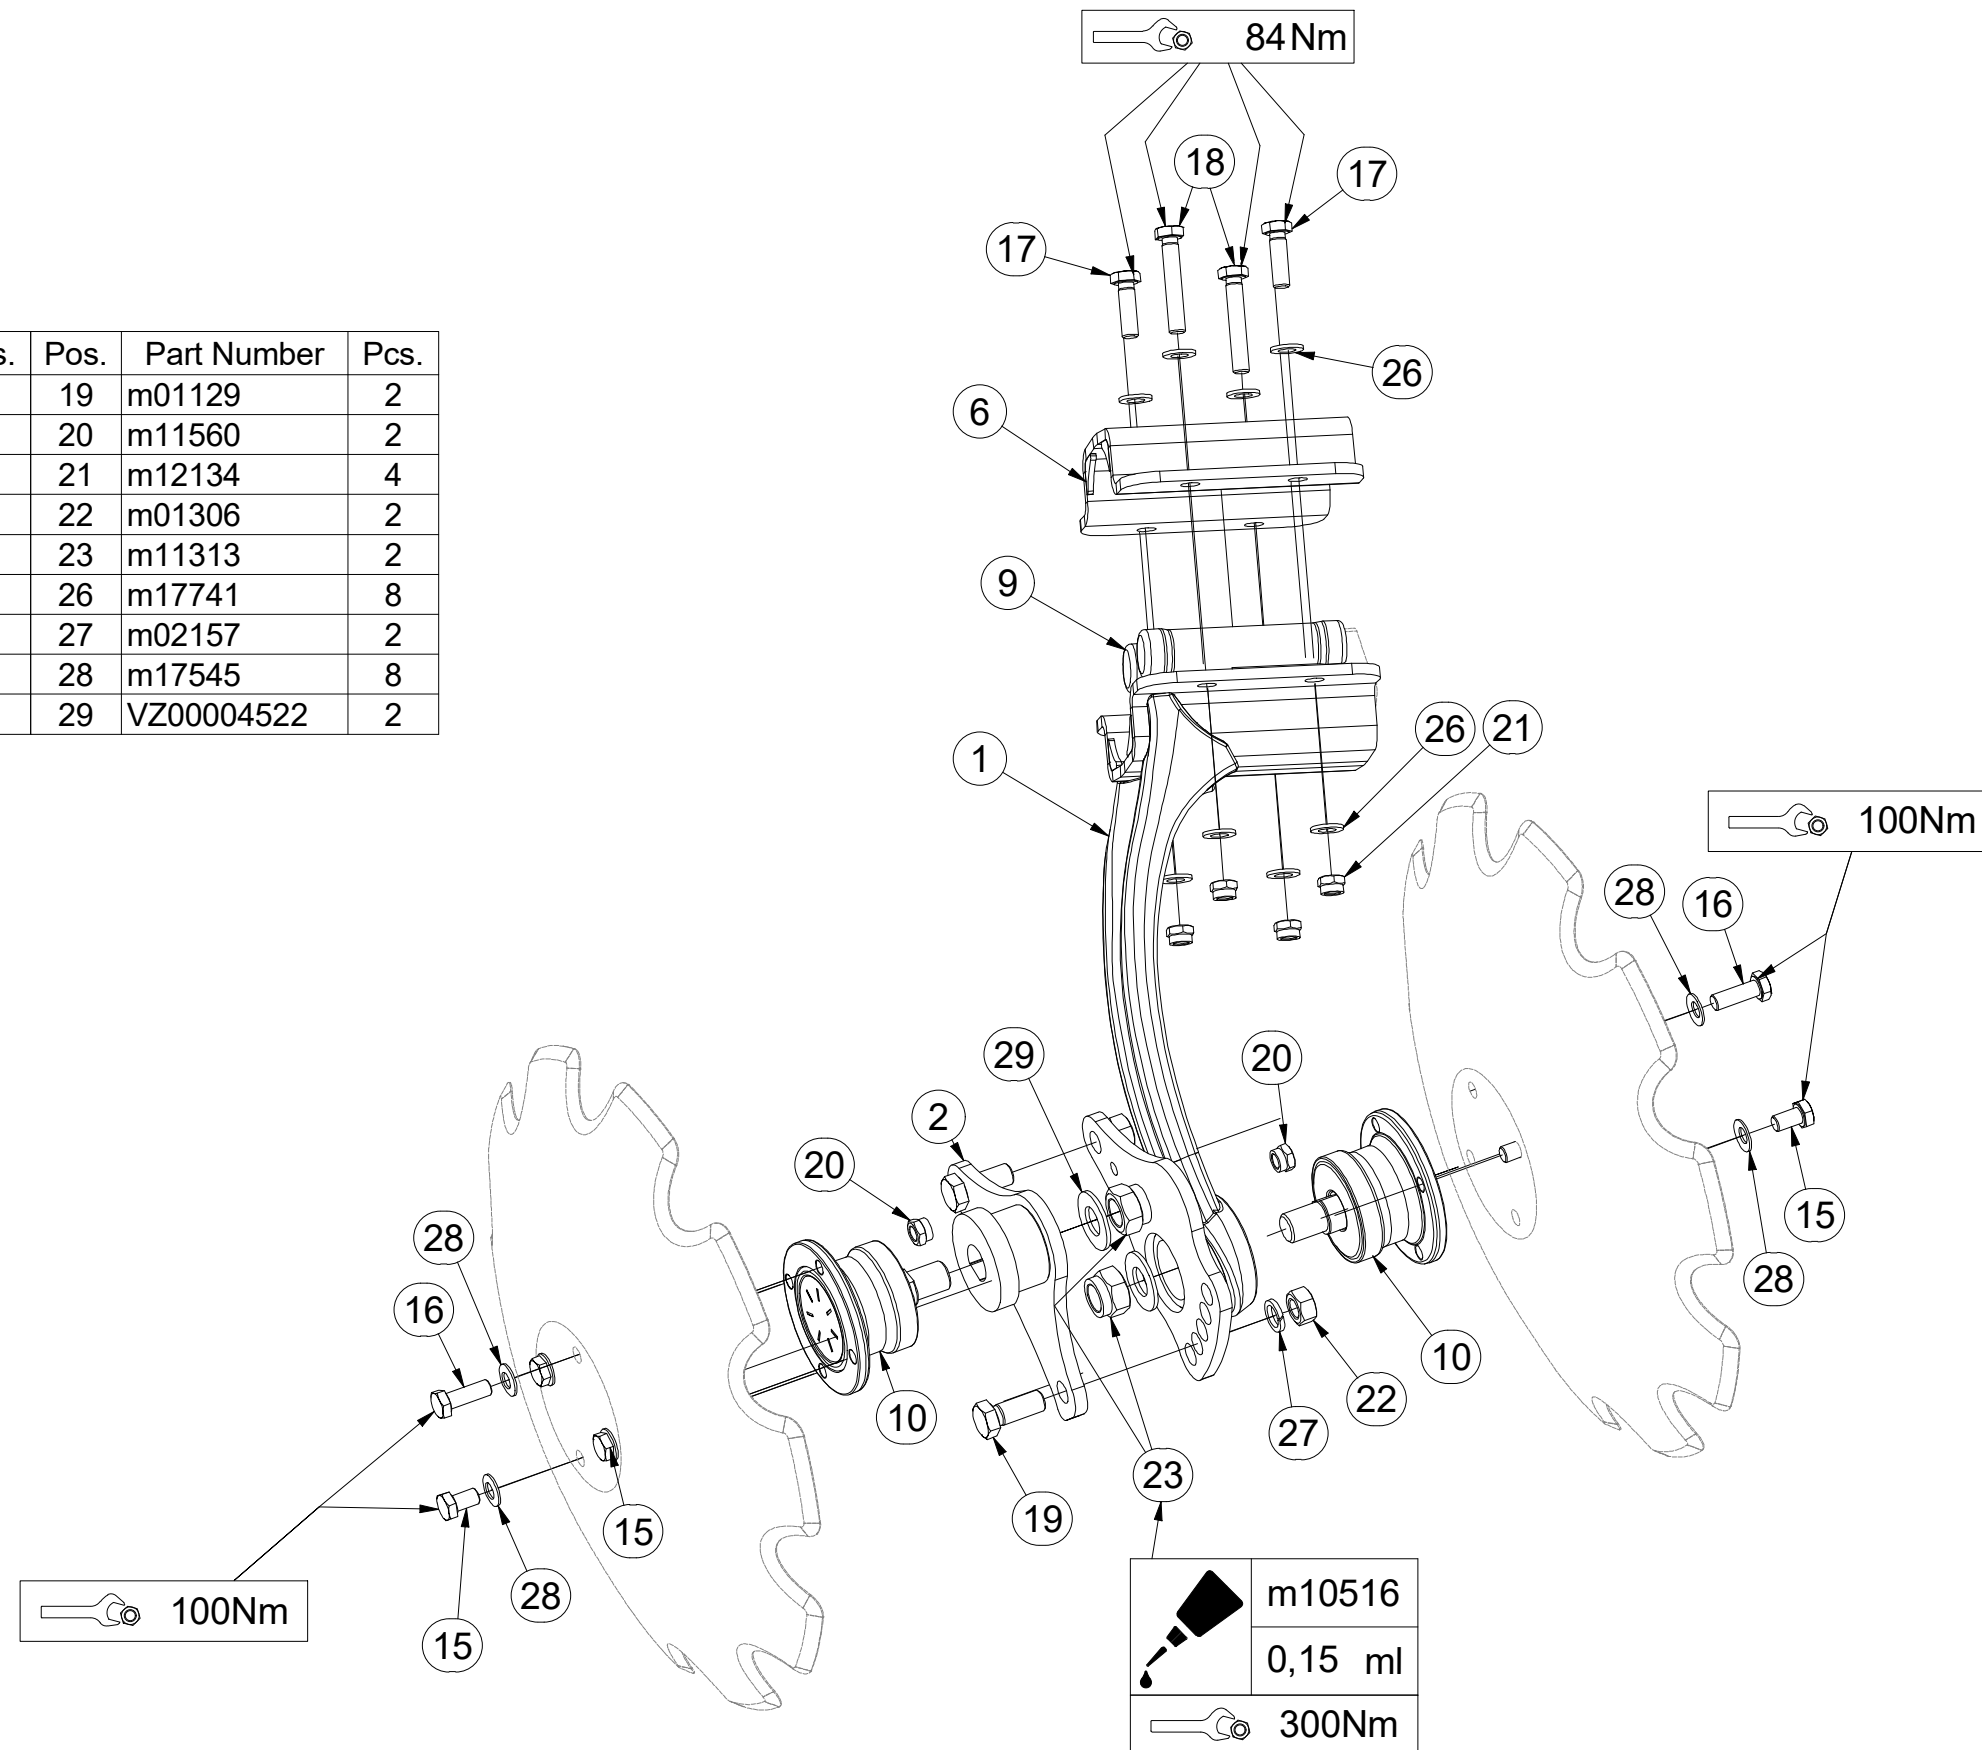 84 Nm
18
17
17
s. Pos. Part Number Pcs.
19 m01129 2
20 m11560 2
21 m12134 4
22 m01306 2
23 m11313 2
26 m17741 8
27 m02157 2
28 m17545 8
29 VZ00004522 2
26
6
9
26 21
1
100Nm
28
16
29
20
2
20
28
15
28
16
10
10
22
27
23
19
15
28
100Nm
15
m10516
0,15 ml
300Nm